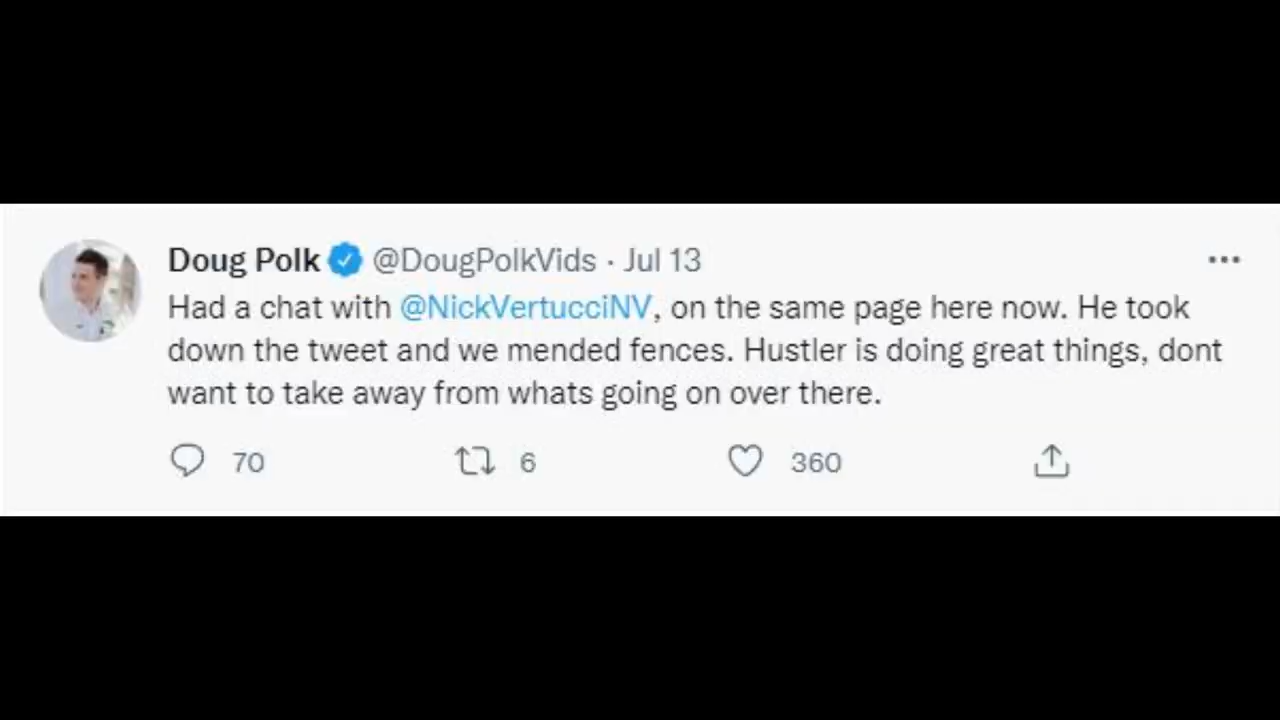 Doug Polk @DougPolkVids · Jul 13
Had a chat with @NickVertucciNV, on the same page here now. He took
down the tweet and we mended fences. Hustler is doing great things, dont
want to take away from whats going on over there.
70 6 360